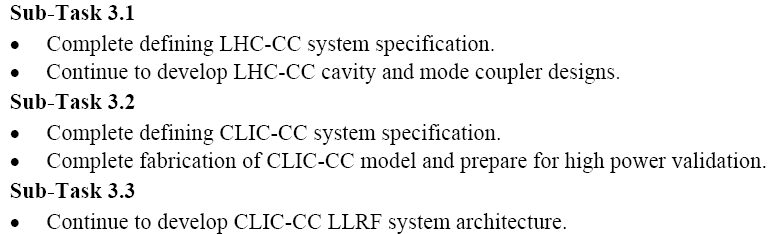 Sub-Task 3.1
• Complete defining LHC-CC system specification.
• Continue to develop LHC-CC cavity and mode coupler designs.
Sub-Task 3.2
• Complete defining CLIC-CC system specification.
• Complete fabrication of CLIC-CC model and prepare for high power validation.
Sub-Task 3.3
• Continue to develop CLIC-CC LLRF system architecture.